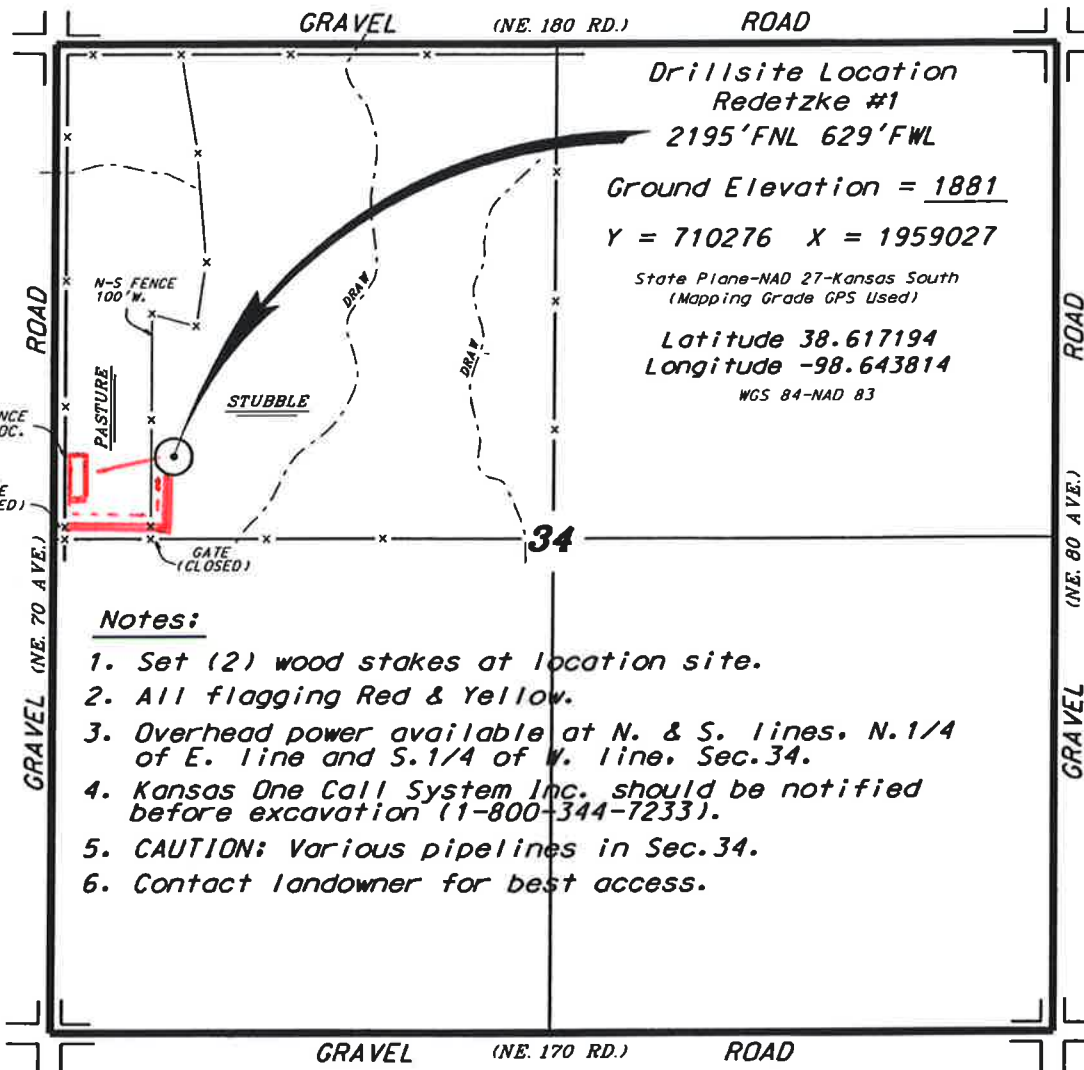 GRAVEL (NE. 180 RD.) ROAD
Drillsite Location
Redetzke #1
2195'FNL 629'FWL
Ground Elevation = 1881
Y = 710276 X = 1959027
State Plane-NAD 27-Kansas South
(Mapping Grade GPS Used)
Latitude 38.617194
Longitude -98.643814
WGS 84-NAD 83
N-S FENCE
100'W.
DRAW
DRAW
PASTURE
STUBBLE
OC.
ED)
GATE
(CLOSED)
34
GRAVEL (NE. 70 AVE.) ROAD
GRAVEL (NE. 80 AVE.) ROAD
Notes:
1. Set (2) wood stakes at location site.
2. All flagging Red & Yellow.
3. Overhead power available at N. & S. lines, N.1/4
of E. line and S.1/4 of W. line, Sec.34.
4. Kansas One Call System Inc. should be notified
before excavation (1-800-344-7233).
5. CAUTION: Various pipelines in Sec.34.
6. Contact landowner for best access.
GRAVEL (NE. 170 RD.) ROAD